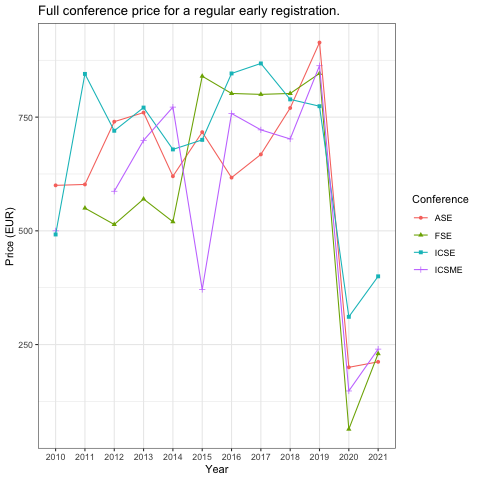 Full conference price for a regular early registration.
Price (EUR)
750
500
250
2010 2011 2012 2013 2014 2015 2016 2017 2018 2019 2020 2021
Year
Conference
ASE
FSE
ICSE
ICSME